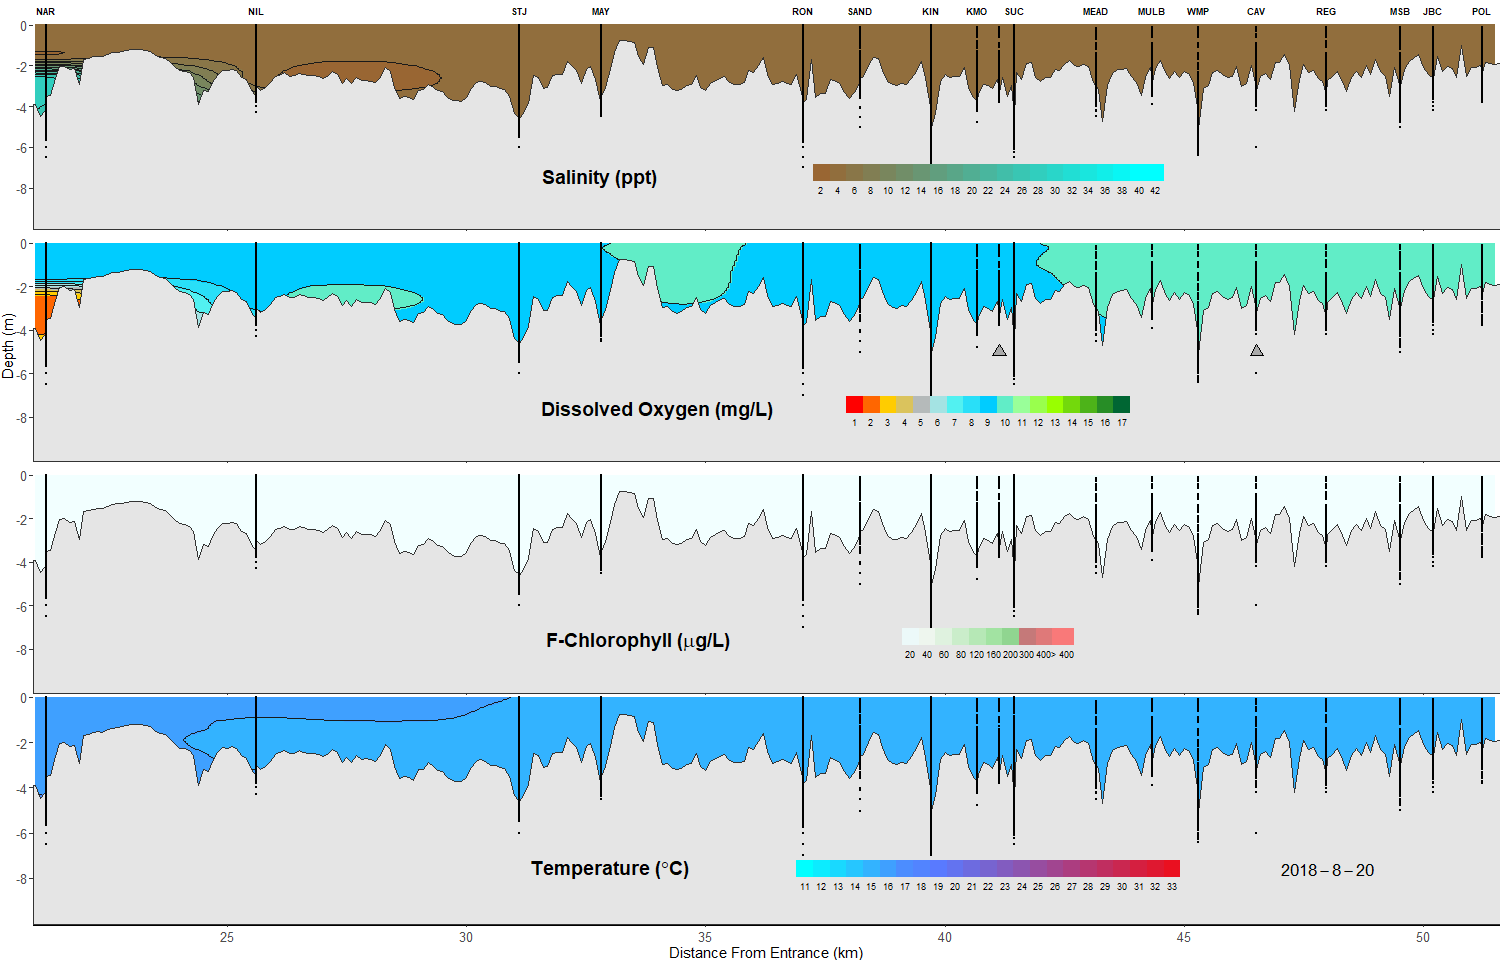 NAR NIL STJ MAY RON SAND KIN KMO SUC MEAD MULB WMP CAV REG MSB JBC POL
0
-2
-4
-6
-8
Salinity (ppt)
2 4 6 8 10 12 14 16 18 20 22 24 26 28 30 32 34 36 38 40 42
0
-2
-4
-6
-8
Depth (m)
Dissolved Oxygen (mg/L)
1 2 3 4 5 6 7 8 9 10 11 12 13 14 15 16 17
0
-2
-4
-6
-8
F-Chlorophyll (µg/L)
20 40 60 80 120 160 200 300 400> 400
0
-2
-4
-6
-8
Temperature (°C)
11 12 13 14 15 16 17 18 19 20 21 22 23 24 25 26 27 28 29 30 31 32 33
2018–8–20
25 30 35 40 45 50
Distance From Entrance (km)